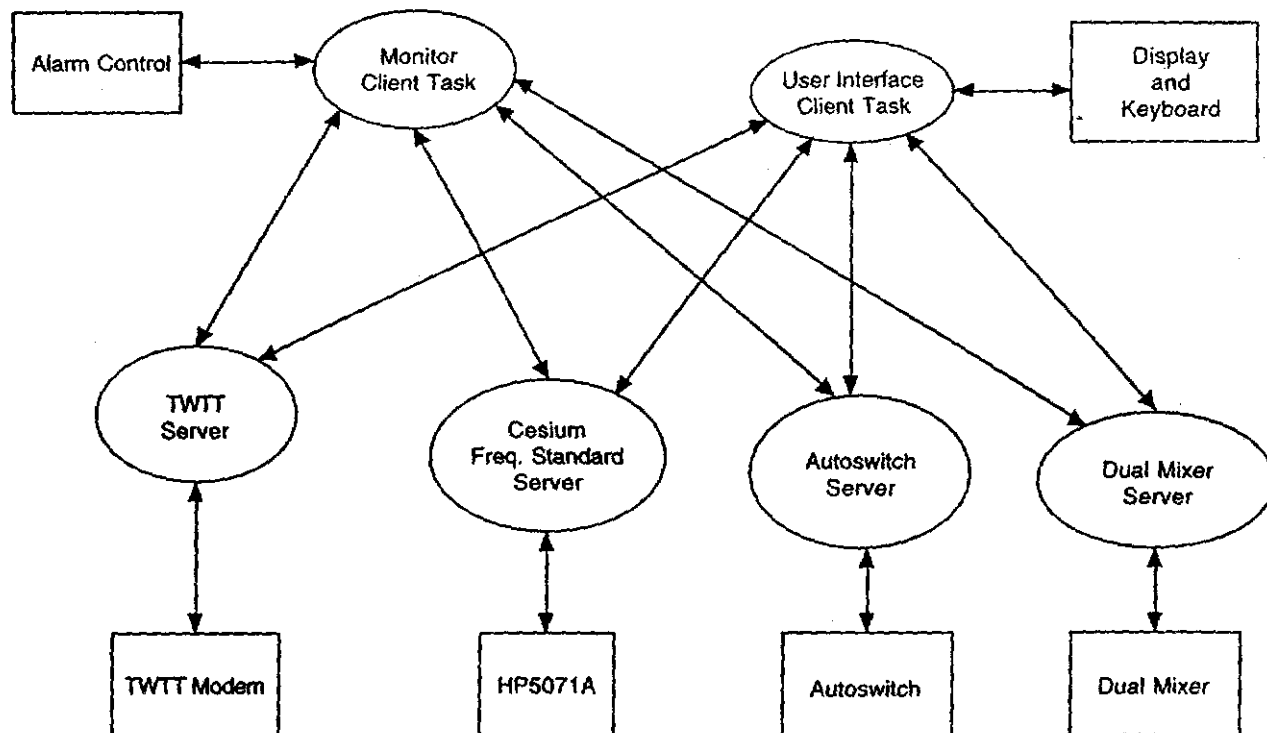 Alarm Control
Monitor
Client Task
User Interface
Client Task
Display
and
Keyboard
TWTT
Server
Cesium
Freq. Standard
Server
Autoswitch
Server
Dual Mixer
Server
TWTT Modem
HP5071A
Autoswitch
Dual Mixer